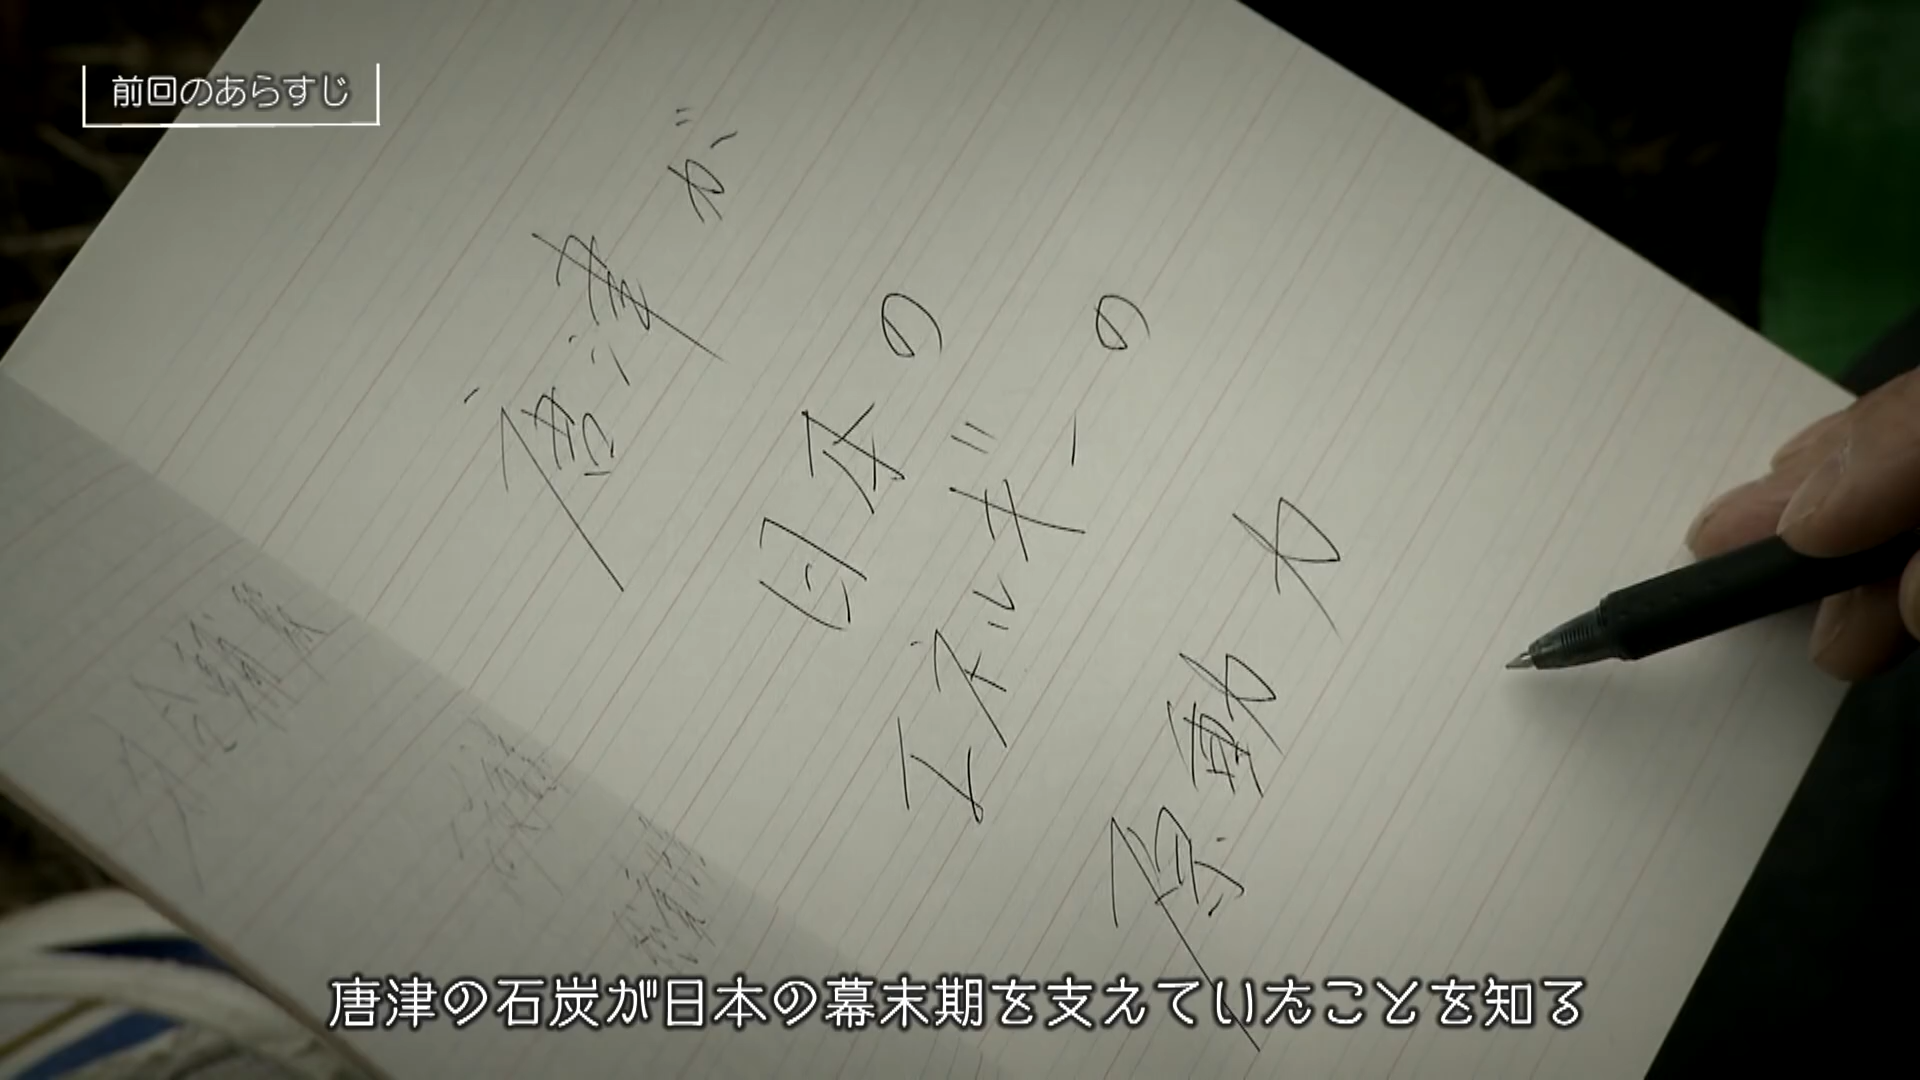 前回のあらすじ
唐津が
日本の
エネルギーの
原動力
唐津の石炭が日本の幕末期を支えていたことを知る